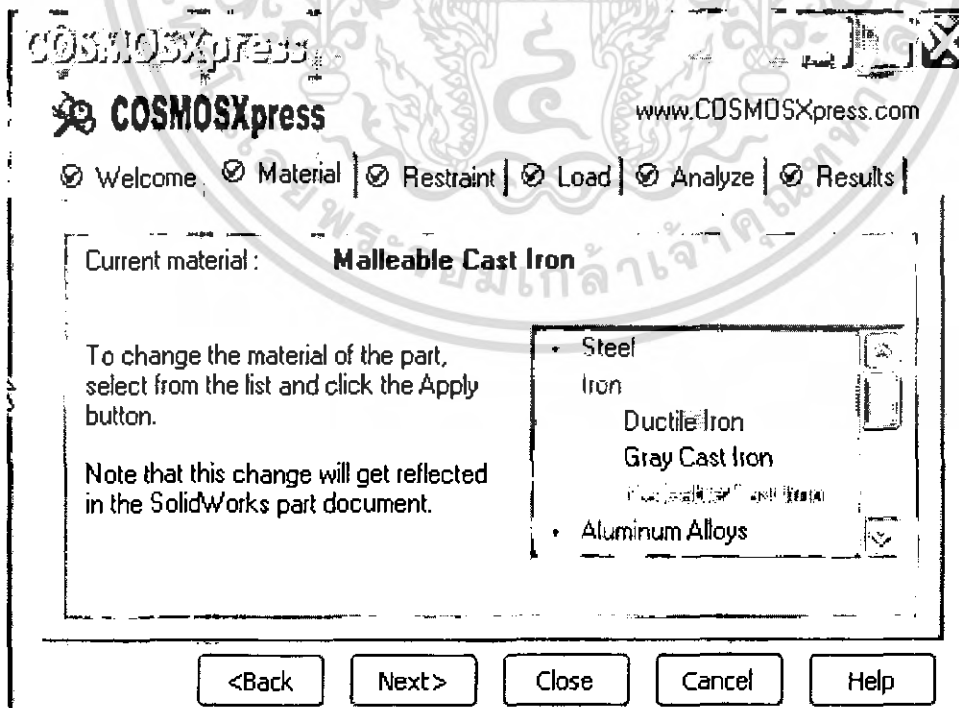 COSMOSXpress
COSMOSXpress www.COSMOSXpress.com
Welcome Material Restraint Load Analyze Results
Current material : Malleable Cast Iron
To change the material of the part,
select from the list and click the Apply
button.
Note that this change will get reflected
in the SolidWorks part document.
Steel
Iron
Ductile Iron
Gray Cast Iron
Cast Iron
Aluminum Alloys
<Back Next> Close Cancel Help